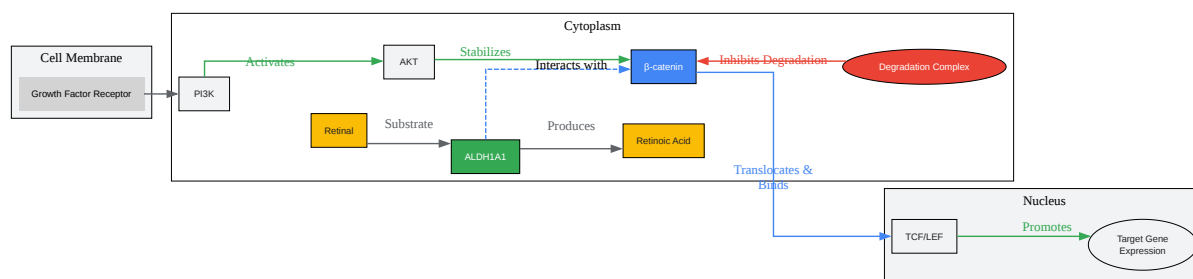 Cytoplasm
Cell Membrane
Growth Factor Receptor
PI3K
Activates
AKT
Stabilizes
Interacts with
β-catenin
Inhibits Degradation
Degradation Complex
Retinal
Substrate
ALDH1A1
Produces
Retinoic Acid
Translocates &
Binds
Nucleus
TCF/LEF
Promotes
Target Gene
Expression